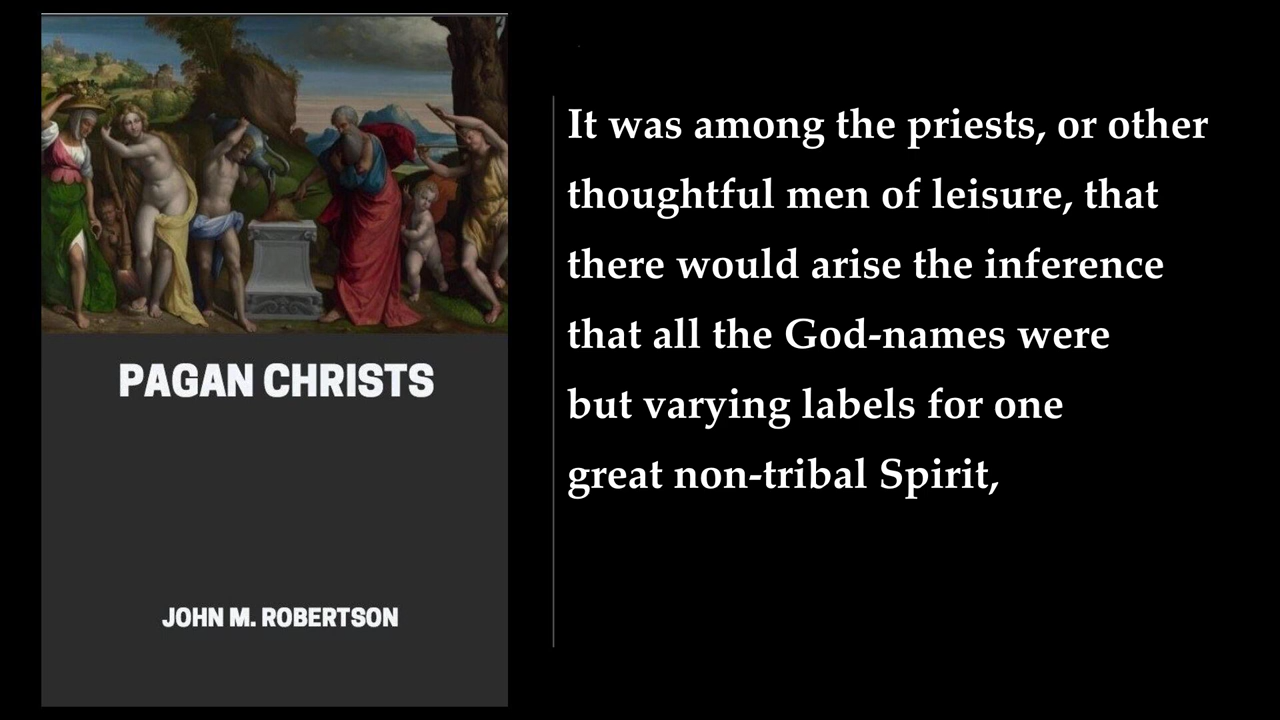 PAGAN CHRISTS
JOHN M. ROBERTSON
It was among the priests, or other
thoughtful men of leisure, that
there would arise the inference
that all the God-names were
but varying labels for one
great non-tribal Spirit,